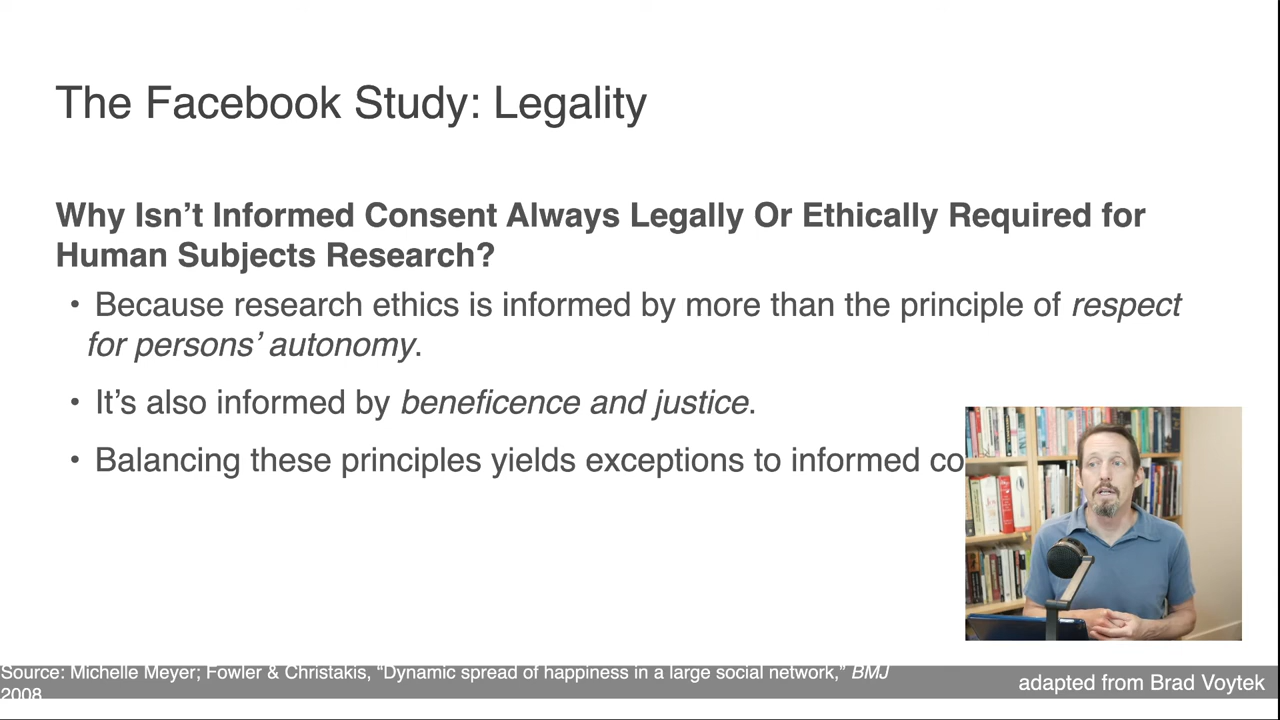 The Facebook Study: Legality
Why Isn’t Informed Consent Always Legally Or Ethically Required for
Human Subjects Research?
• Because research ethics is informed by more than the principle of respect
for persons’ autonomy.
• It’s also informed by beneficence and justice.
• Balancing these principles yields exceptions to informed co
Source: Michelle Meyer; Fowler & Christakis, “Dynamic spread of happiness in a large social network,” BMJ
2008
adapted from Brad Voytek